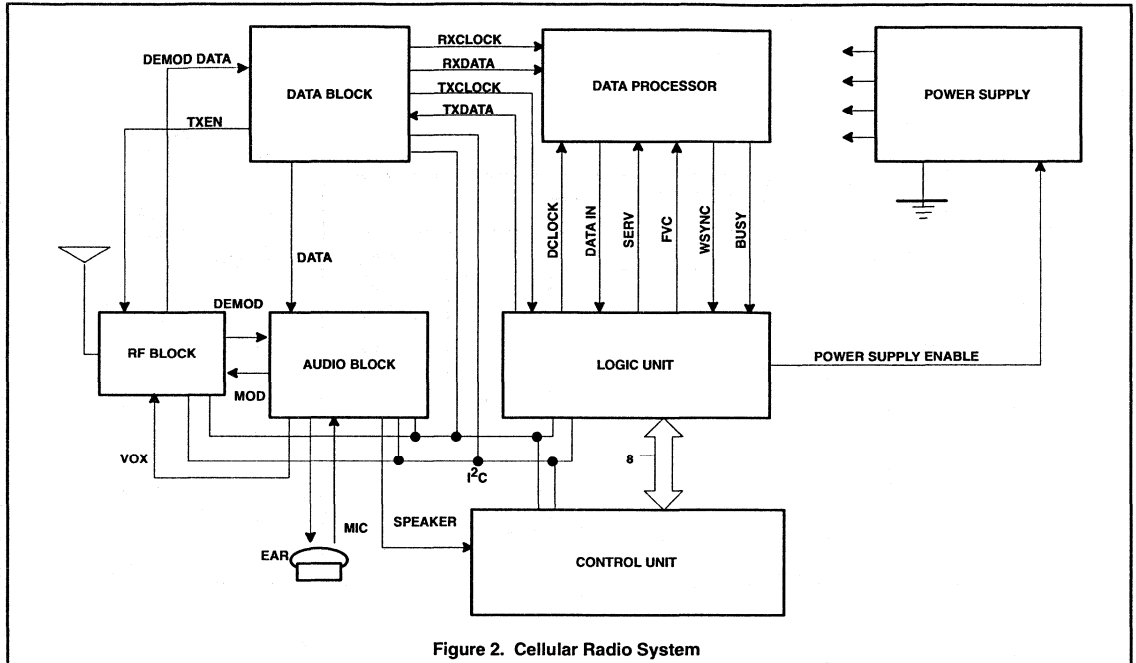 RXCLOCK
DEMOD DATA
RXDATA
DATA BLOCK
TXCLOCK
DATA PROCESSOR
POWER SUPPLY
TXDATA
TXEN
DCLOCK
DATA IN
SERV
FVC
WSYNC
BUSY
DATA
DEMOD
RF BLOCK
AUDIO BLOCK
LOGIC UNIT
POWER SUPPLY ENABLE
MOD
VOX
I²C
8
MIC
SPEAKER
EAR
CONTROL UNIT
Figure 2. Cellular Radio System